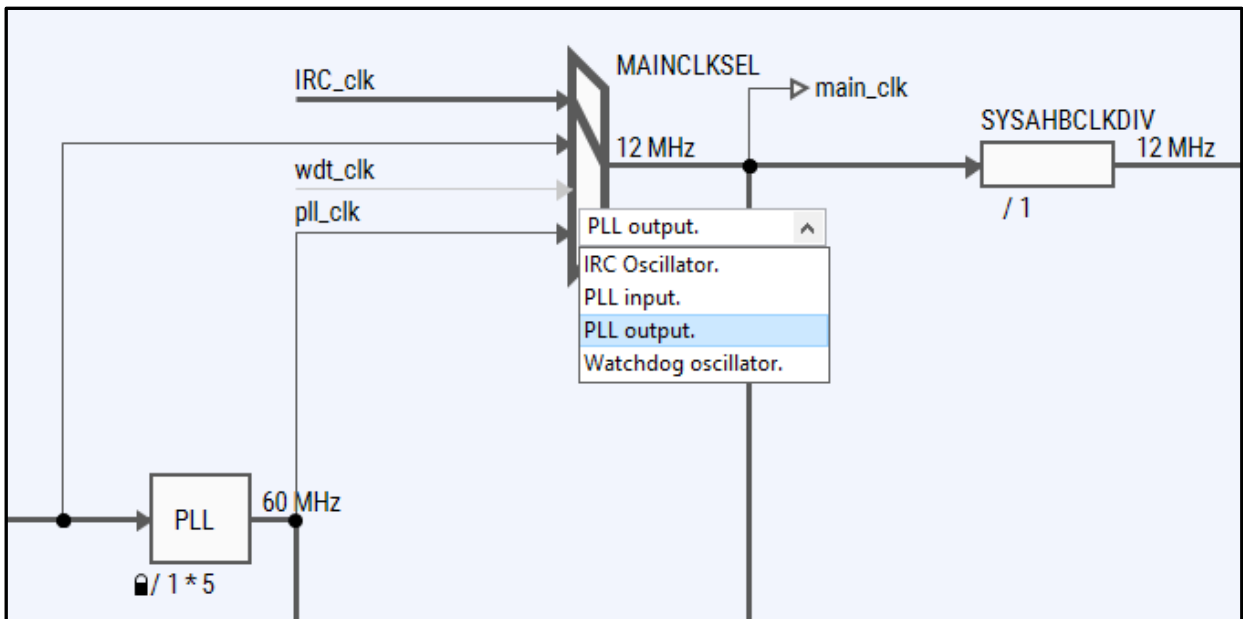 MAINCLKSEL
IRC_clk
main_clk
SYSAHBCLKDIV
12 MHz
12 MHz
wdt_clk
/ 1
pll_clk
PLL output.
IRC Oscillator.
PLL input.
PLL output.
Watchdog oscillator.
60 MHz
PLL
/ 1 * 5